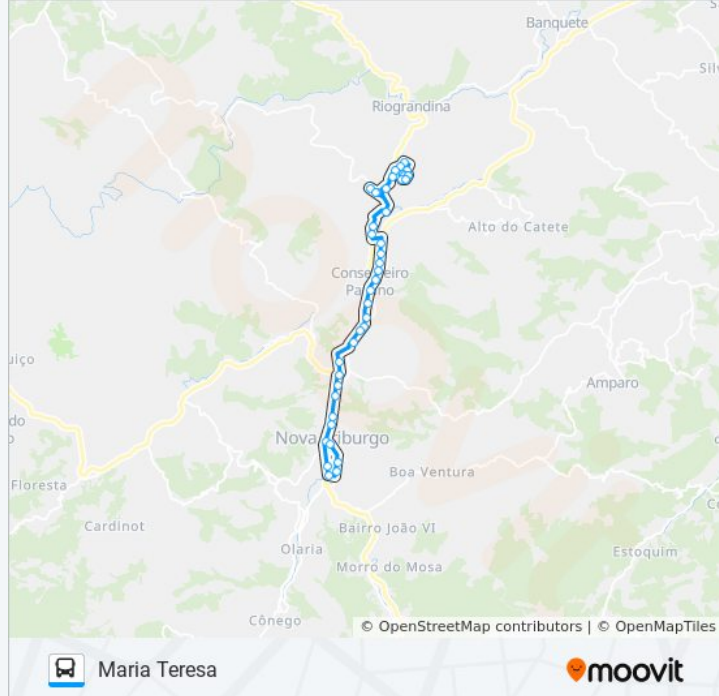 Banquete
Silv
Riograndina
Alto do Catete
Conselheiro
Paulino
uiço
Amparo
do
o
Nova Friburgo
Boa Ventura
Floresta
Cardinot
Bairro João VI
Olaria
Estoquim
Morro do Mosa
Cônego
© OpenStreetMap contributors | © OpenMapTiles
Maria Teresa
moovit